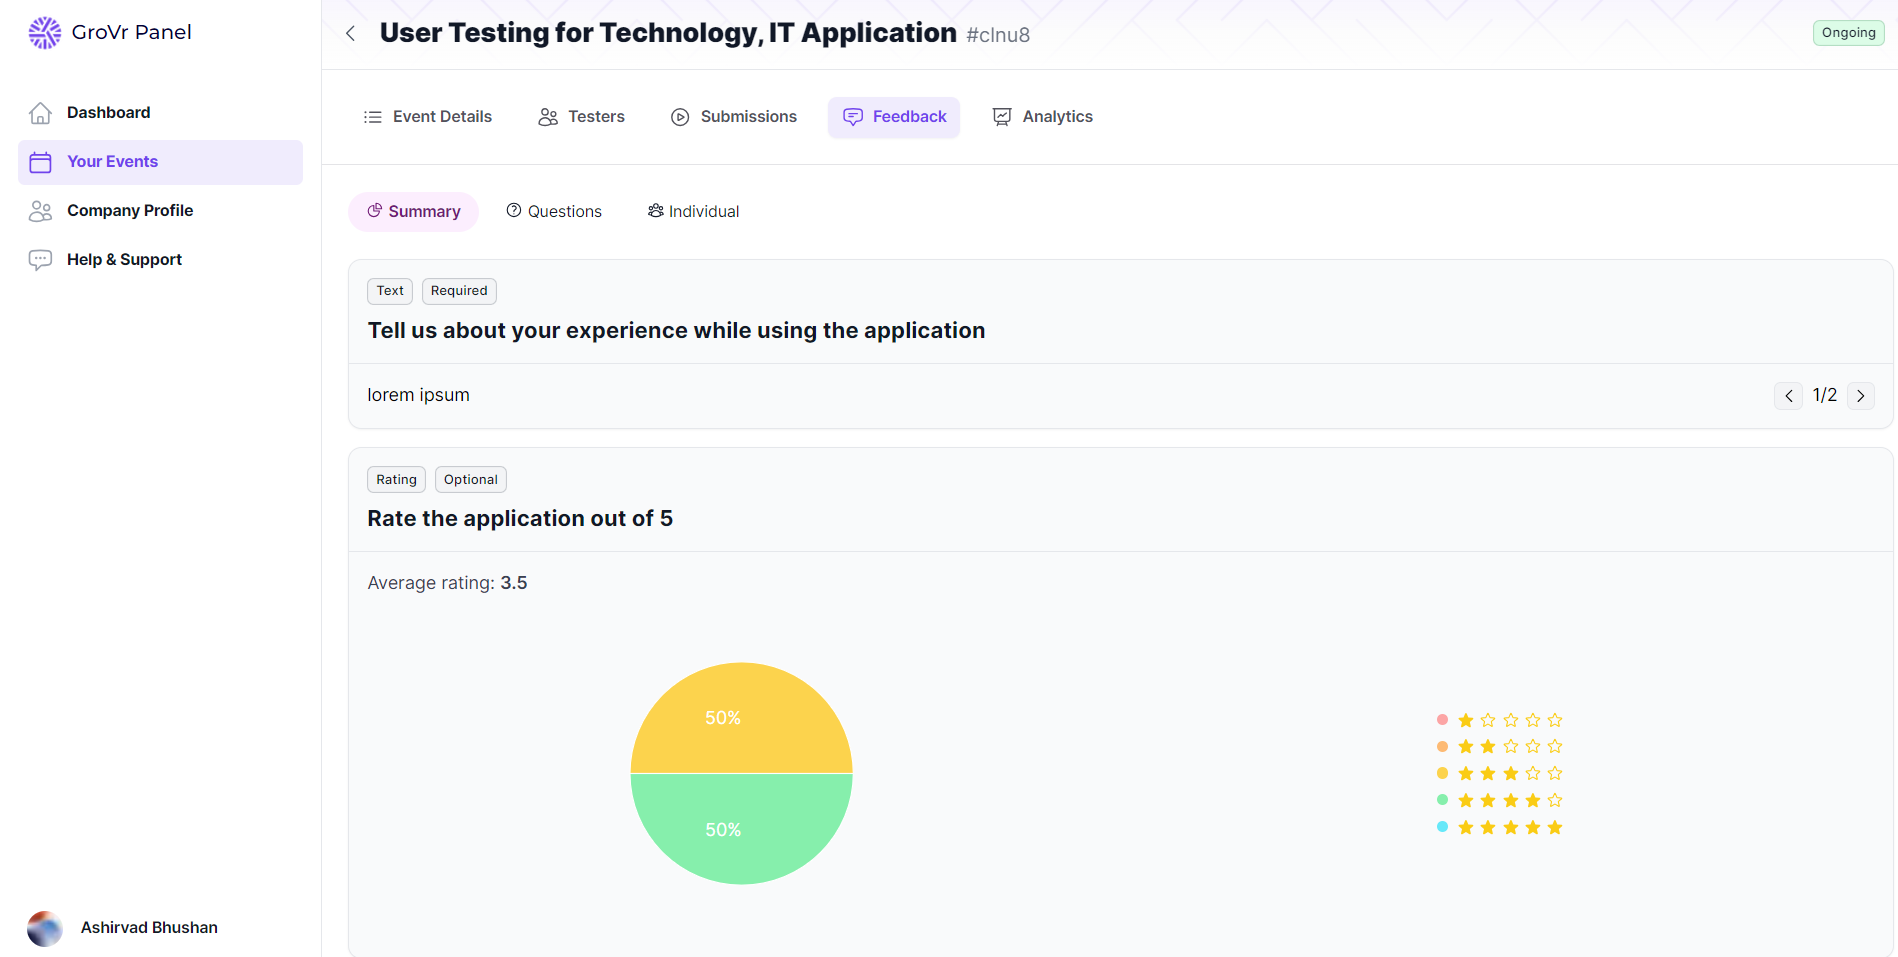 GroVr Panel
Dashboard
Your Events
Company Profile
Help & Support
Ashirvad Bhushan
User Testing for Technology, IT Application #clnu8
Ongoing
Event Details Testers Submissions Feedback Analytics
Summary Questions Individual
Text Required
Tell us about your experience while using the application
lorem ipsum
1/2
Rating Optional
Rate the application out of 5
Average rating: 3.5
50%
50%